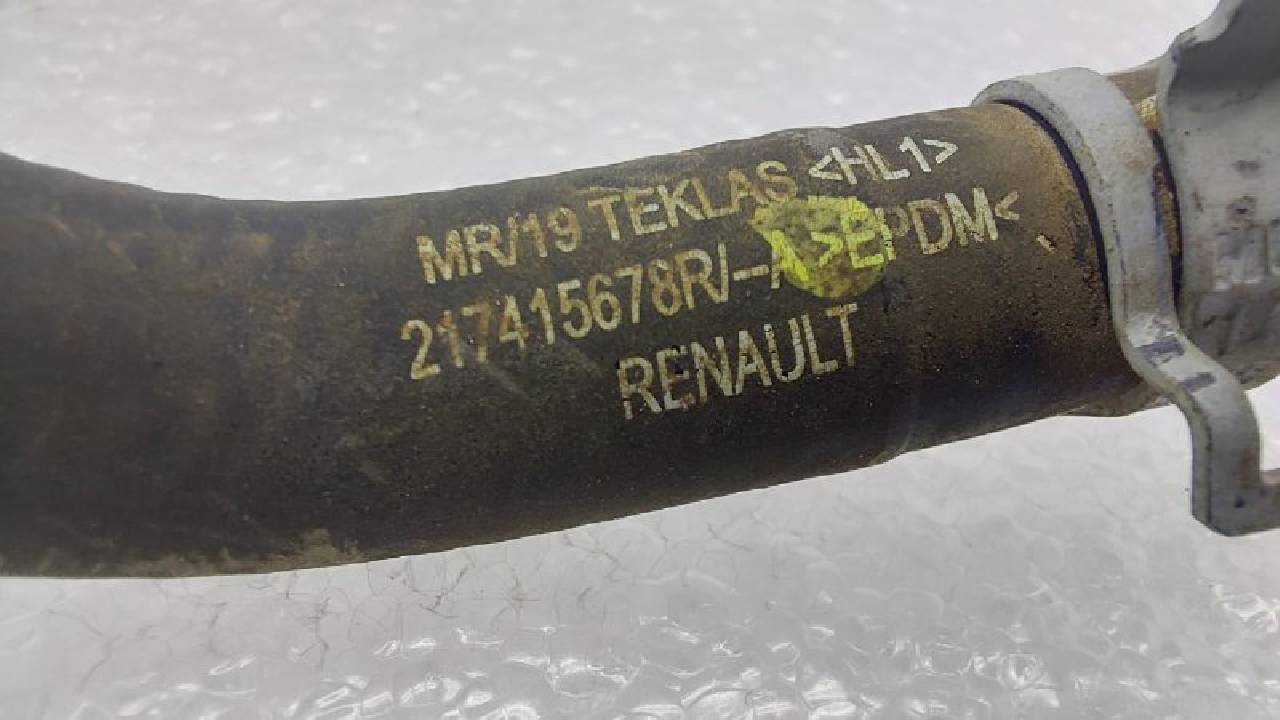 MR/19 TEKLAS <HL1>
217415678R/-A >EPDM<
RENAULT